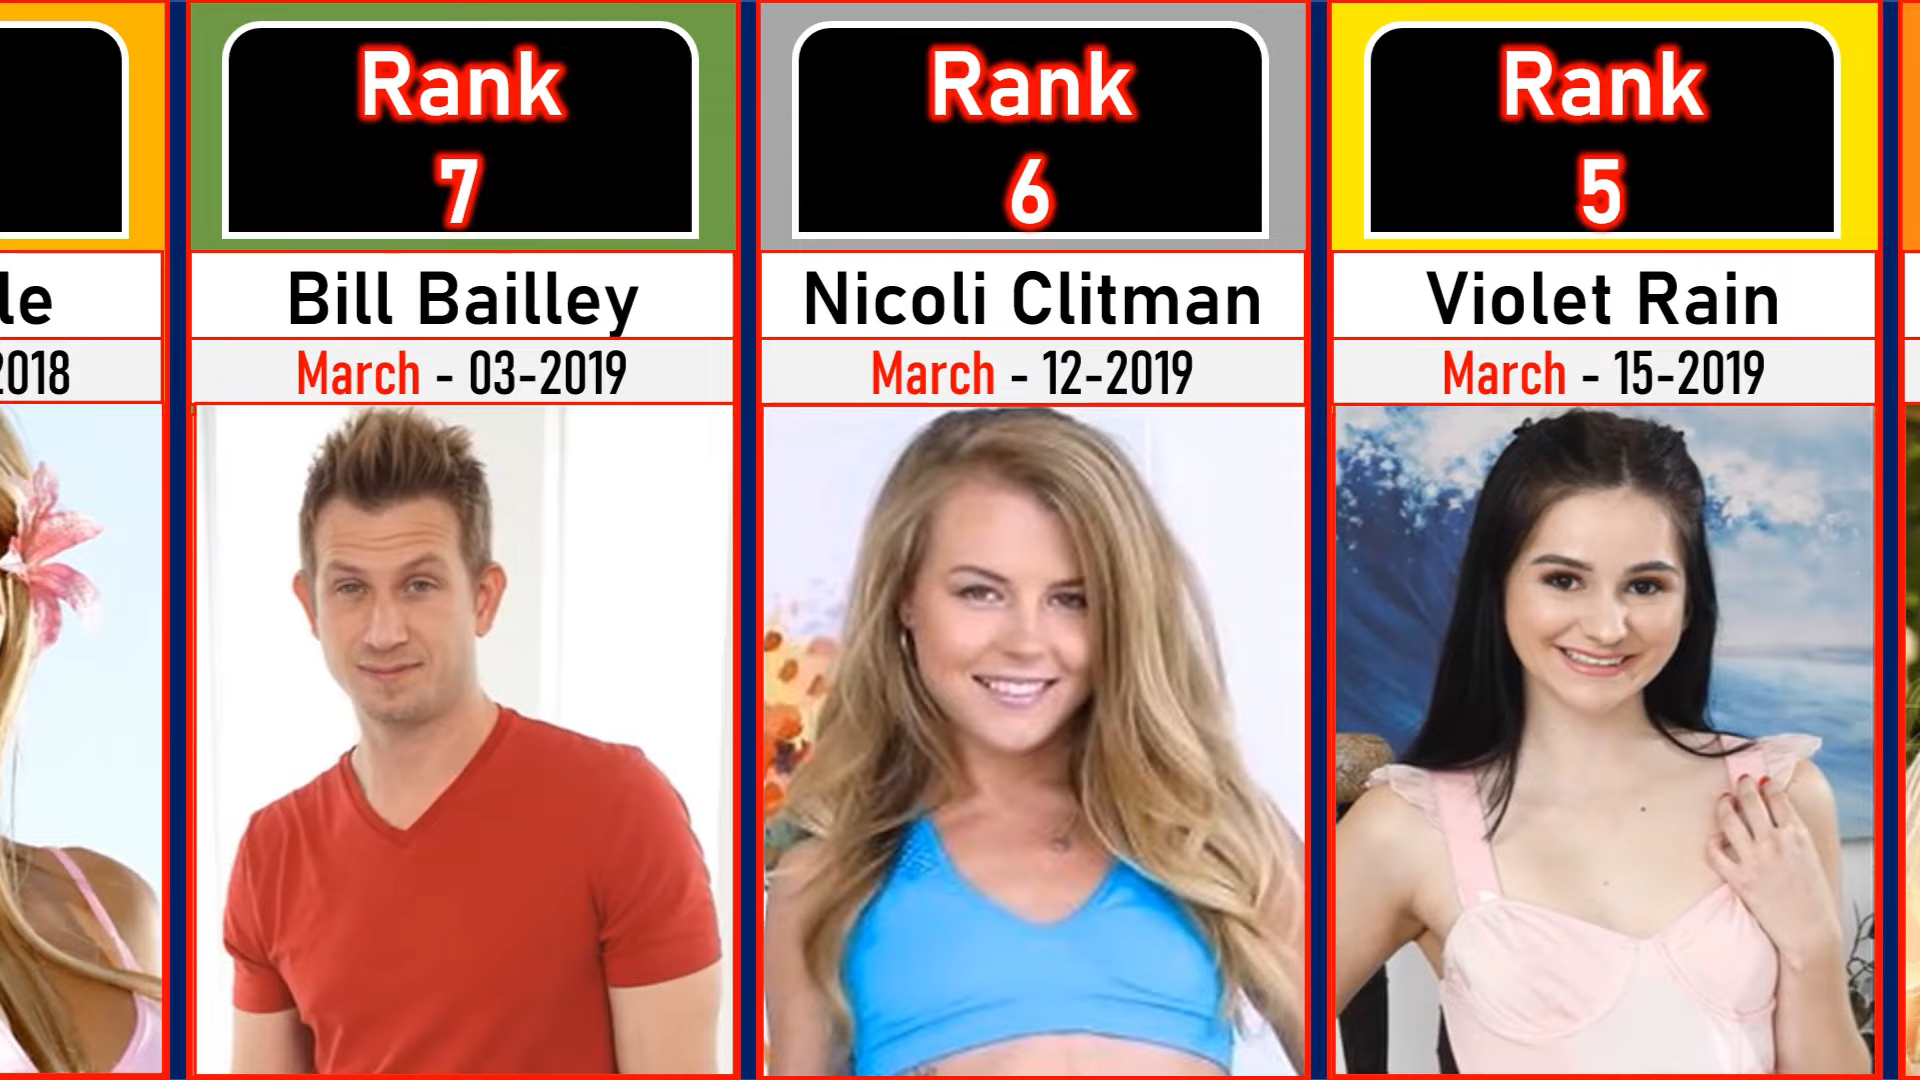 le
2018
Rank
7
Bill Bailley
March - 03-2019
Rank
6
Nicoli Clitman
March - 12-2019
Rank
5
Violet Rain
March - 15-2019